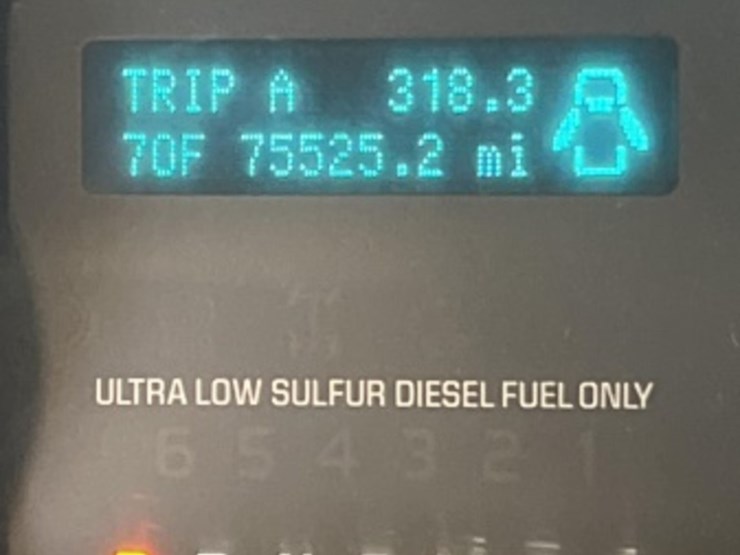 TRIP A 318.3
70F 75525.2 mi
ULTRA LOW SULFUR DIESEL FUEL ONLY
6 5 4 3 2 1